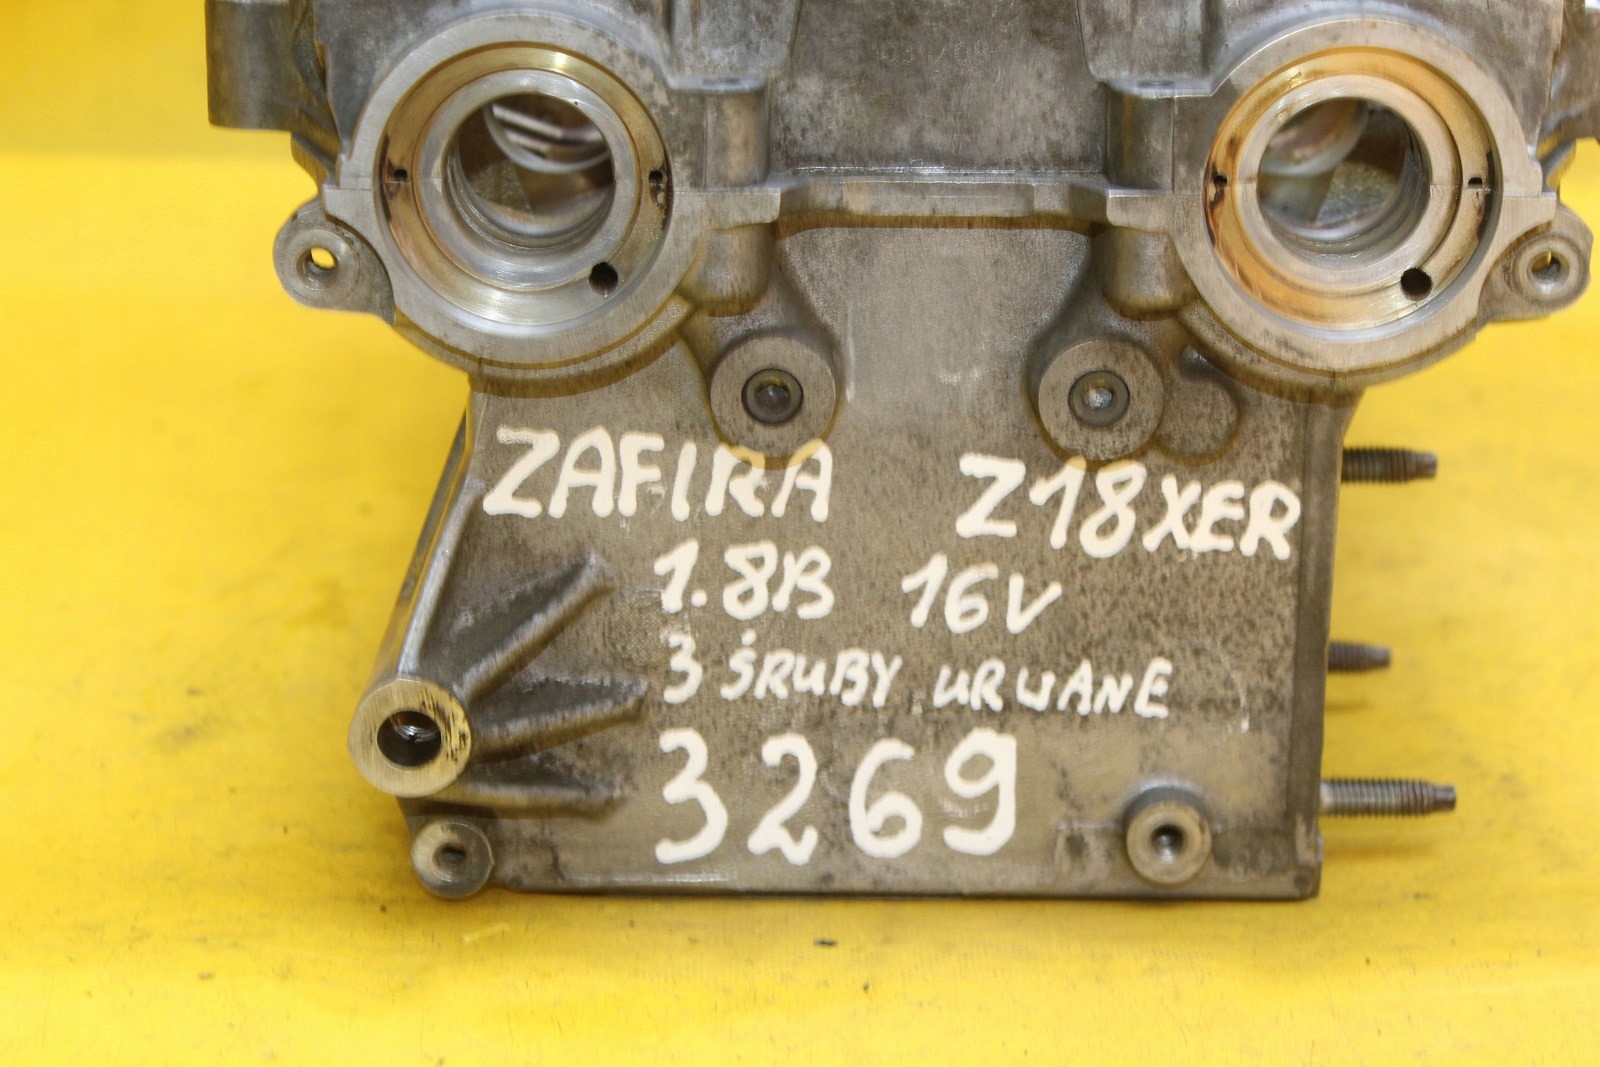 ZAFIRA Z18XER
1.8B 16V
3 ŚRUBY URWANE
3269